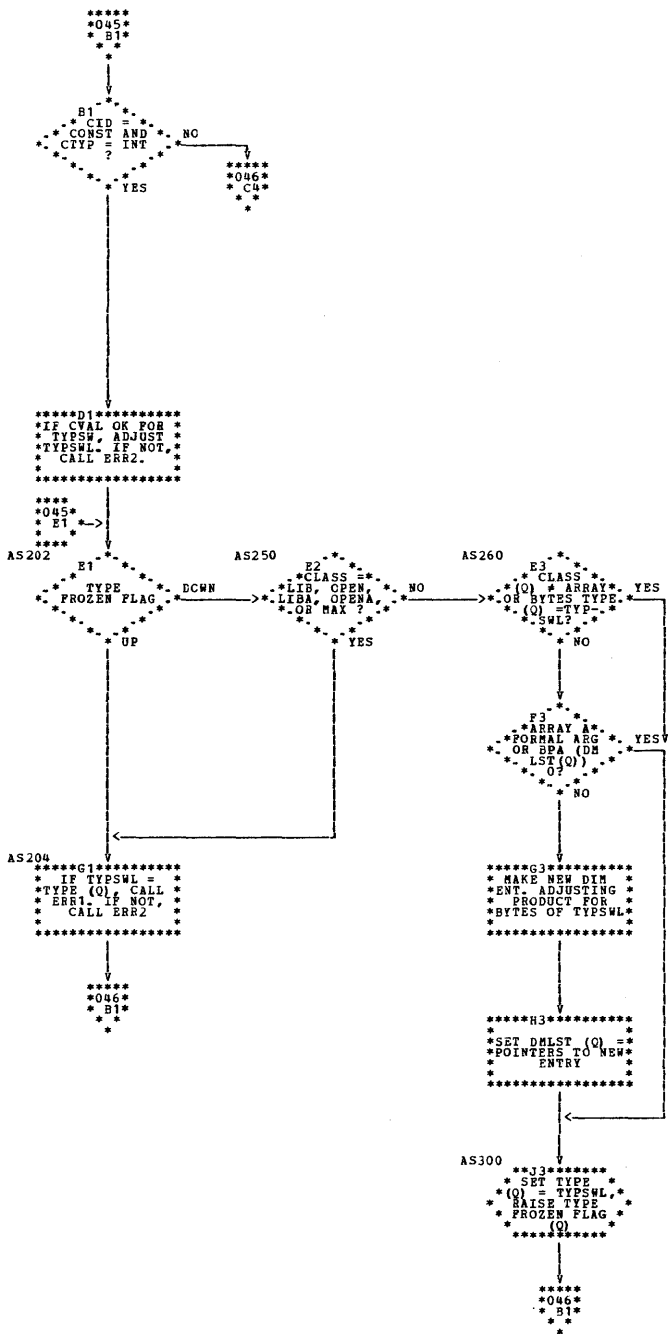 *045*
B1
B1
CID =
CONST AND
CTYP = INT
?
NO
YES
*046*
C4
D1
IF CVAL OK FOR
TYPSW, ADJUST
TYPSWL. IF NOT,
CALL ERR2.
*045*
E1
AS202
E1
TYPE
FROZEN FLAG
DOWN
UP
AS250
E2
CLASS =
LIB, OPEN,
LIBA, OPENA,
OR MAX ?
NO
YES
AS260
E3
CLASS
(Q) ≠ ARRAY
OR BYTES TYPE
(Q) =TYP-
SWL?
YES
NO
F3
ARRAY A
FORMAL ARG
OR BPA (DM
LST(Q))
0?
YES
NO
AS204
G1
IF TYPSWL =
TYPE (Q), CALL
ERR1. IF NOT,
CALL ERR2
*046*
B1
G3
MAKE NEW DIM
ENT. ADJUSTING
PRODUCT FOR
BYTES OF TYPSWL
H3
SET DMLST (Q) =
POINTERS TO NEW
ENTRY
AS300
J3
SET TYPE
(Q) = TYPSWL,
RAISE TYPE
FROZEN FLAG
(Q)
*046*
B1